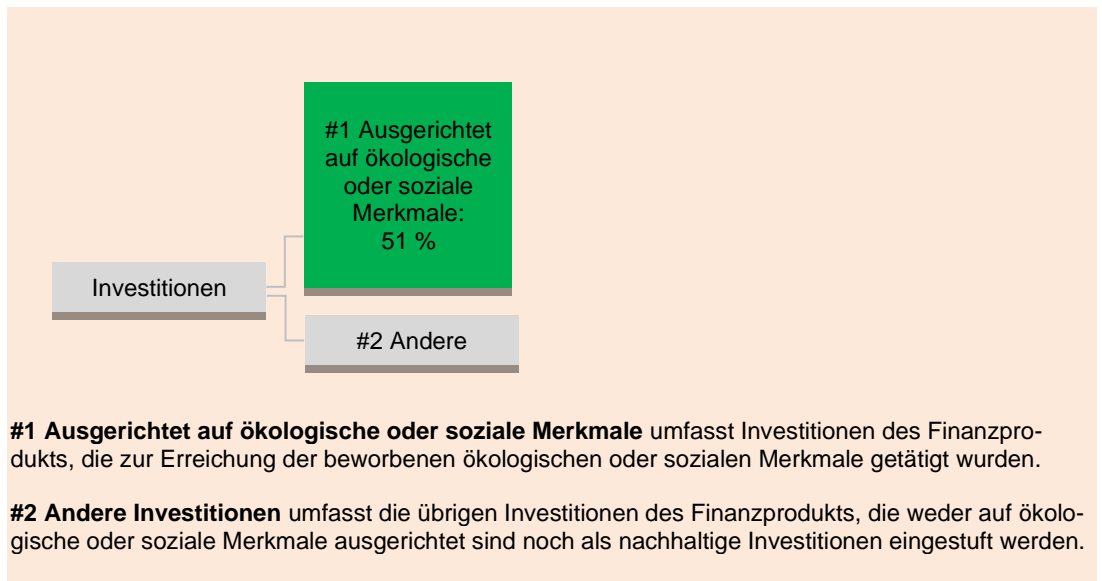 #1 Ausgerichtet
auf ökologische
oder soziale
Merkmale:
51 %
Investitionen
#2 Andere
#1 Ausgerichtet auf ökologische oder soziale Merkmale umfasst Investitionen des Finanzpro-
dukts, die zur Erreichung der beworbenen ökologischen oder sozialen Merkmale getätigt wurden.
#2 Andere Investitionen umfasst die übrigen Investitionen des Finanzprodukts, die weder auf ökolo-
gische oder soziale Merkmale ausgerichtet sind noch als nachhaltige Investitionen eingestuft werden.